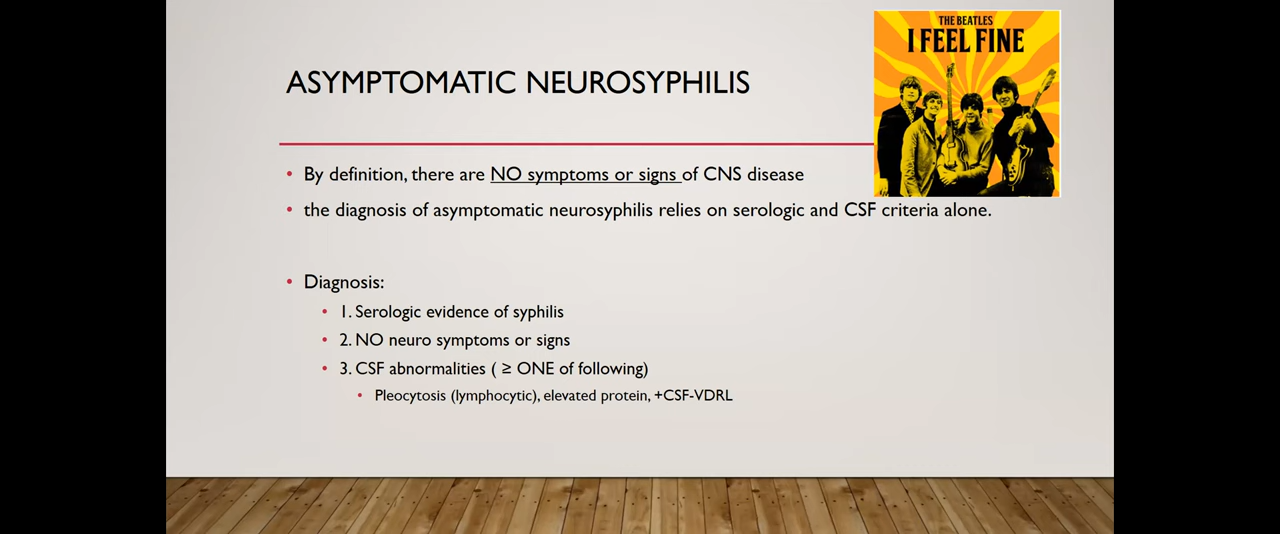 THE BEATLES
I FEEL FINE
ASYMPTOMATIC NEUROSYPHILIS
• By definition, there are NO symptoms or signs of CNS disease
• the diagnosis of asymptomatic neurosyphilis relies on serologic and CSF criteria alone.
• Diagnosis:
• 1. Serologic evidence of syphilis
• 2. NO neuro symptoms or signs
• 3. CSF abnormalities ( ≥ ONE of following)
• Pleocytosis (lymphocytic), elevated protein, +CSF-VDRL